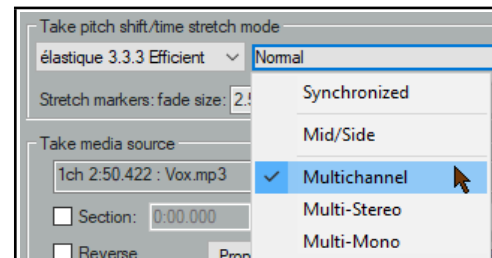 Take pitch shift/time stretch mode
élastique 3.3.3 Efficient Normal
Synchronized
Stretch markers: fade size: 2.
Mid/Side
Take media source
1ch 2:50.422 : Vox.mp3
Multichannel
Section: 0:00.000
Multi-Stereo
Reverse
Multi-Mono